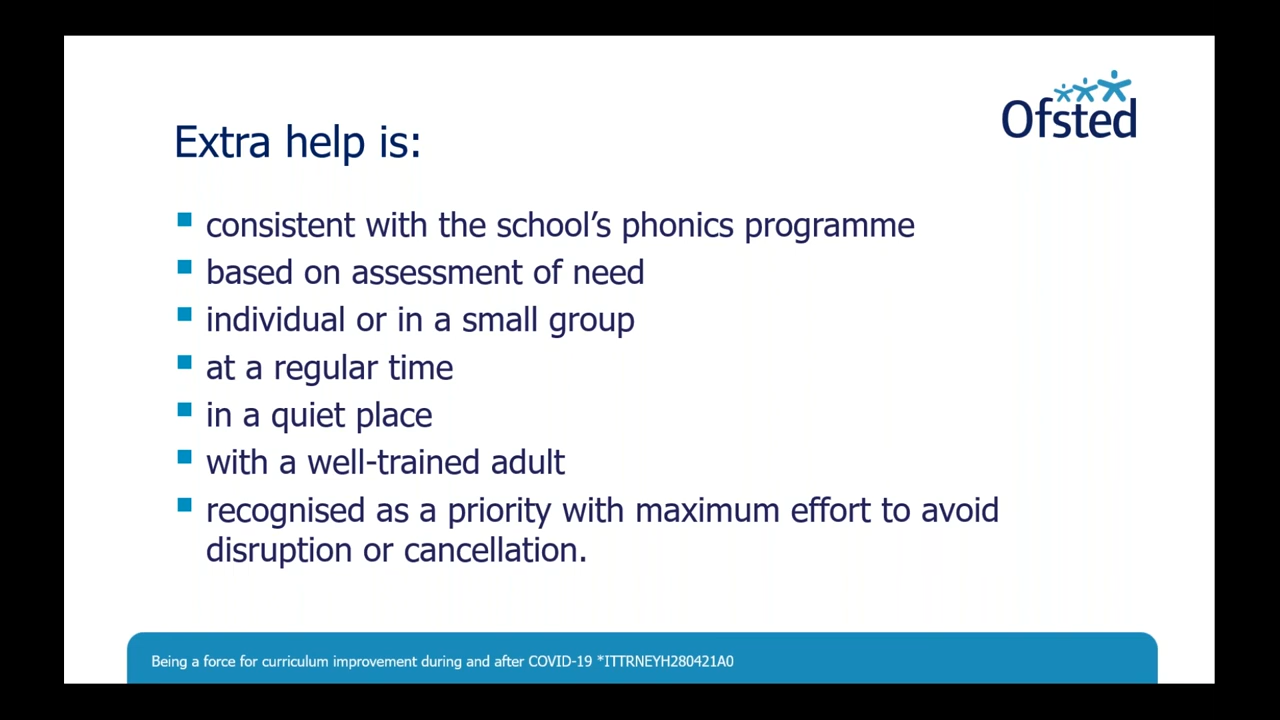 Ofsted
Extra help is:
consistent with the school’s phonics programme
based on assessment of need
individual or in a small group
at a regular time
in a quiet place
with a well-trained adult
recognised as a priority with maximum effort to avoid
disruption or cancellation.
Being a force for curriculum improvement during and after COVID-19 *ITTRNEYH280421A0